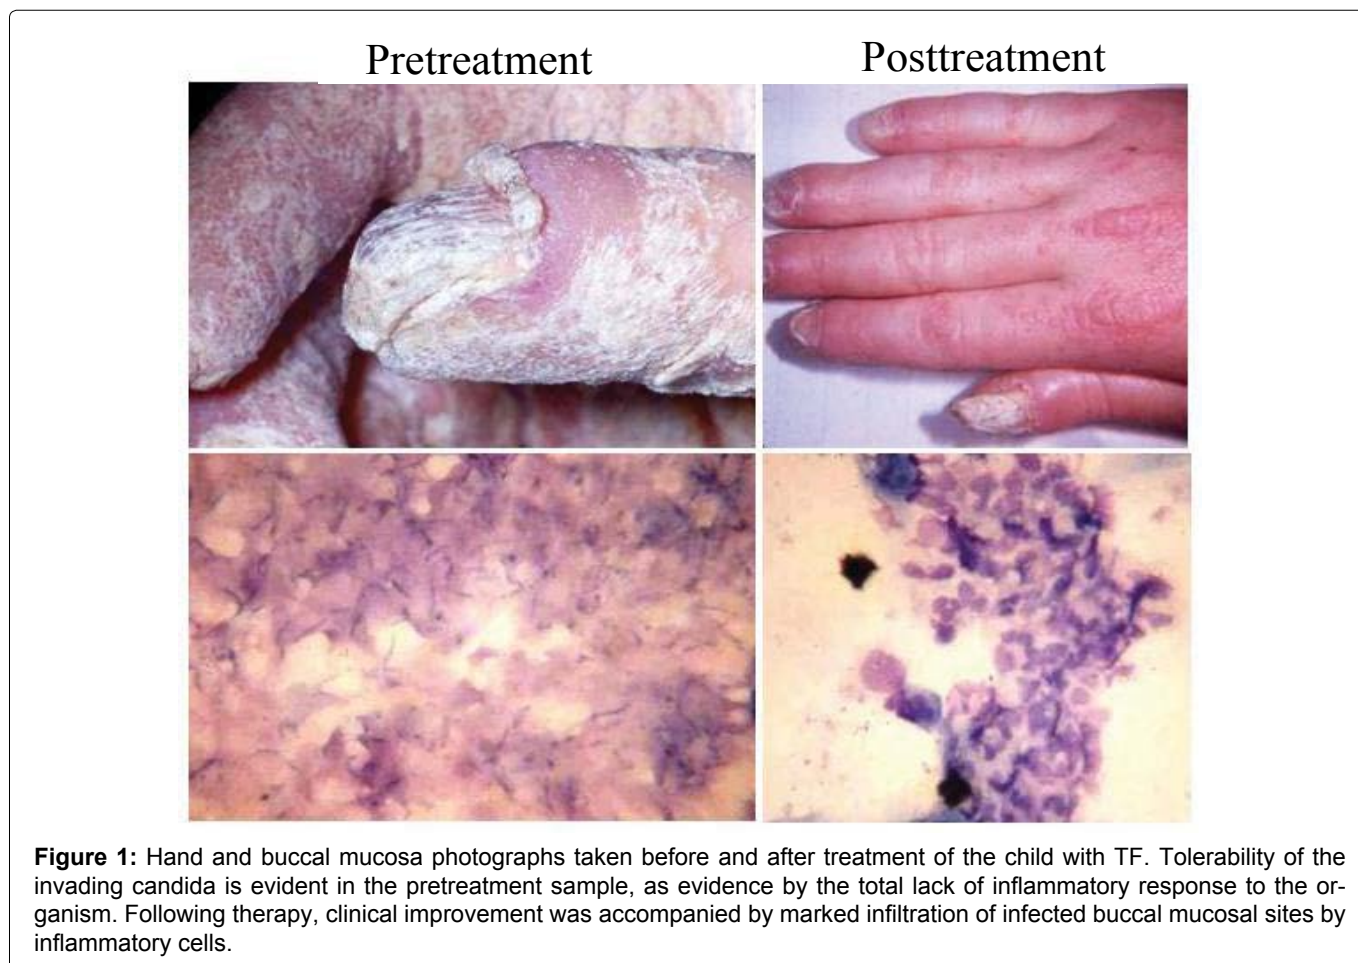 Pretreatment
Posttreatment
Figure 1: Hand and buccal mucosa photographs taken before and after treatment of the child with TF. Tolerability of the
invading candida is evident in the pretreatment sample, as evidence by the total lack of inflammatory response to the or-
ganism. Following therapy, clinical improvement was accompanied by marked infiltration of infected buccal mucosal sites by
inflammatory cells.